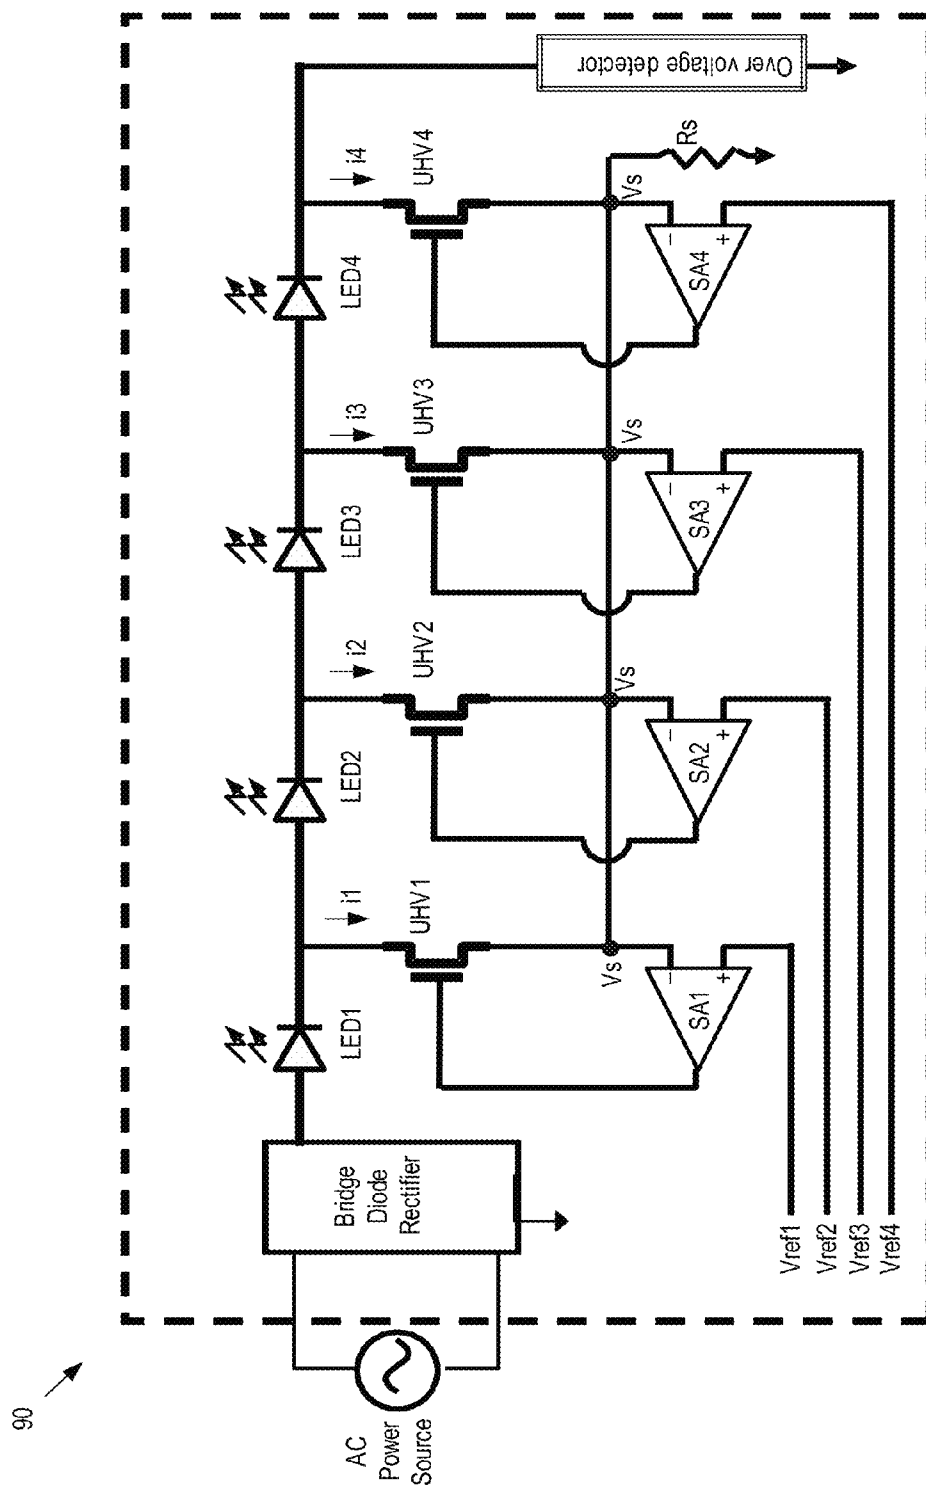 90
AC
Power
Source
Bridge
Diode
Rectifier
LED1
LED2
LED3
LED4
i1
i2
i3
i4
UHV1
UHV2
UHV3
UHV4
Over voltage detector
Vs
Vs
Vs
Vs
Rs
−
+
SA1
−
+
SA2
−
+
SA3
−
+
SA4
Vref1
Vref2
Vref3
Vref4